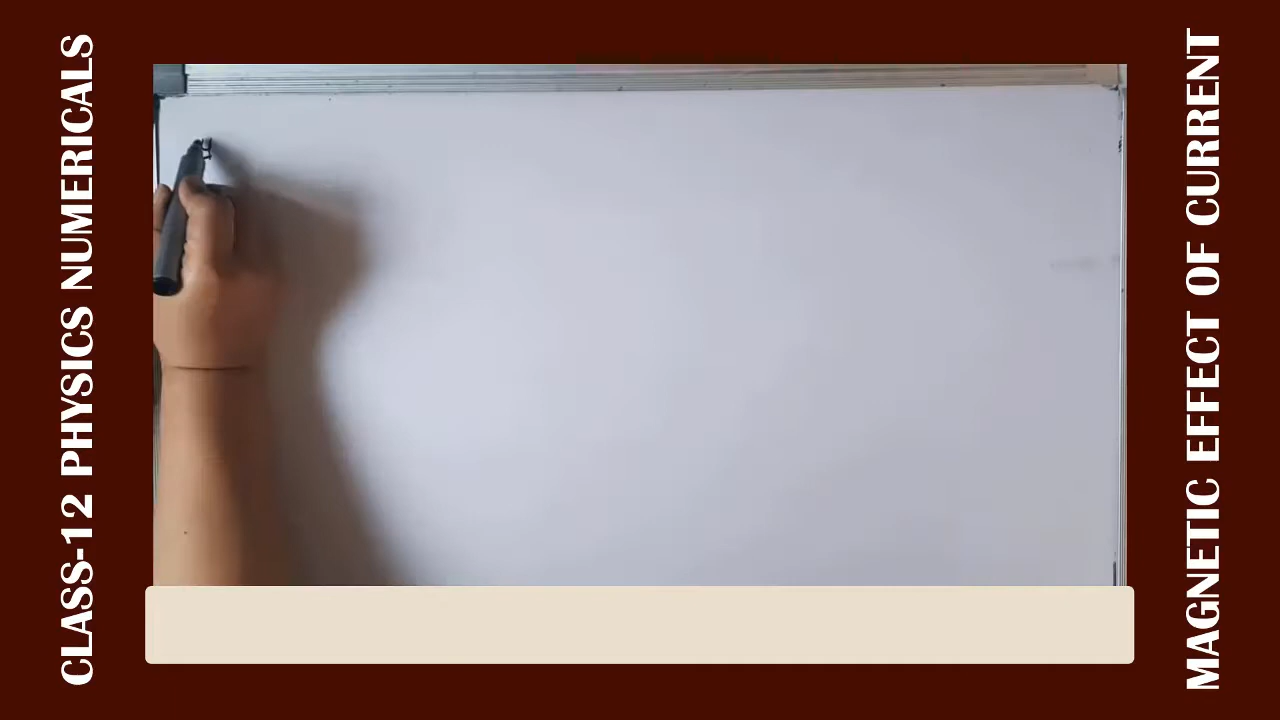 CLASS-12 PHYSICS NUMERICALS
MAGNETIC EFFECT OF CURRENT